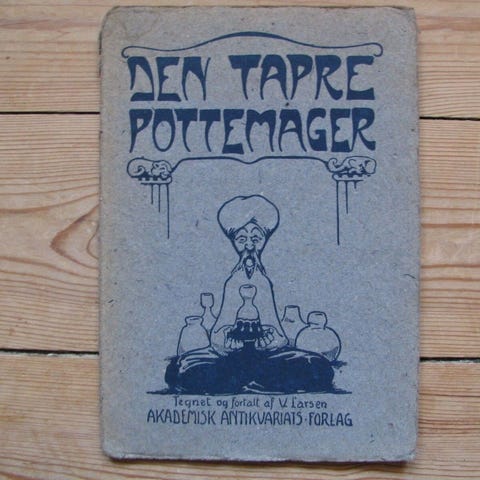 DEN TAPRE
POTTEMAGER
Tegnet og fortalt af V. Larsen
AKADEMISK ANTIKVARIATS-FORLAG